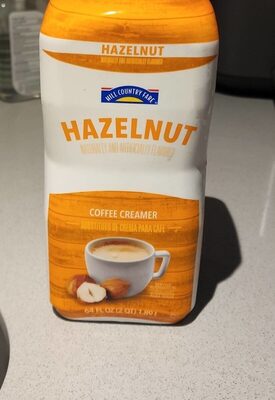 HAZELNUT
NATURALLY AND ARTIFICIALLY FLAVORED
HILL COUNTRY FARE
HAZELNUT
NATURALLY AND ARTIFICIALLY FLAVORED
COFFEE CREAMER
SUBSTITUTO DE CREMA PARA CAFÉ
64 FL OZ (2 QT) 1.89 L